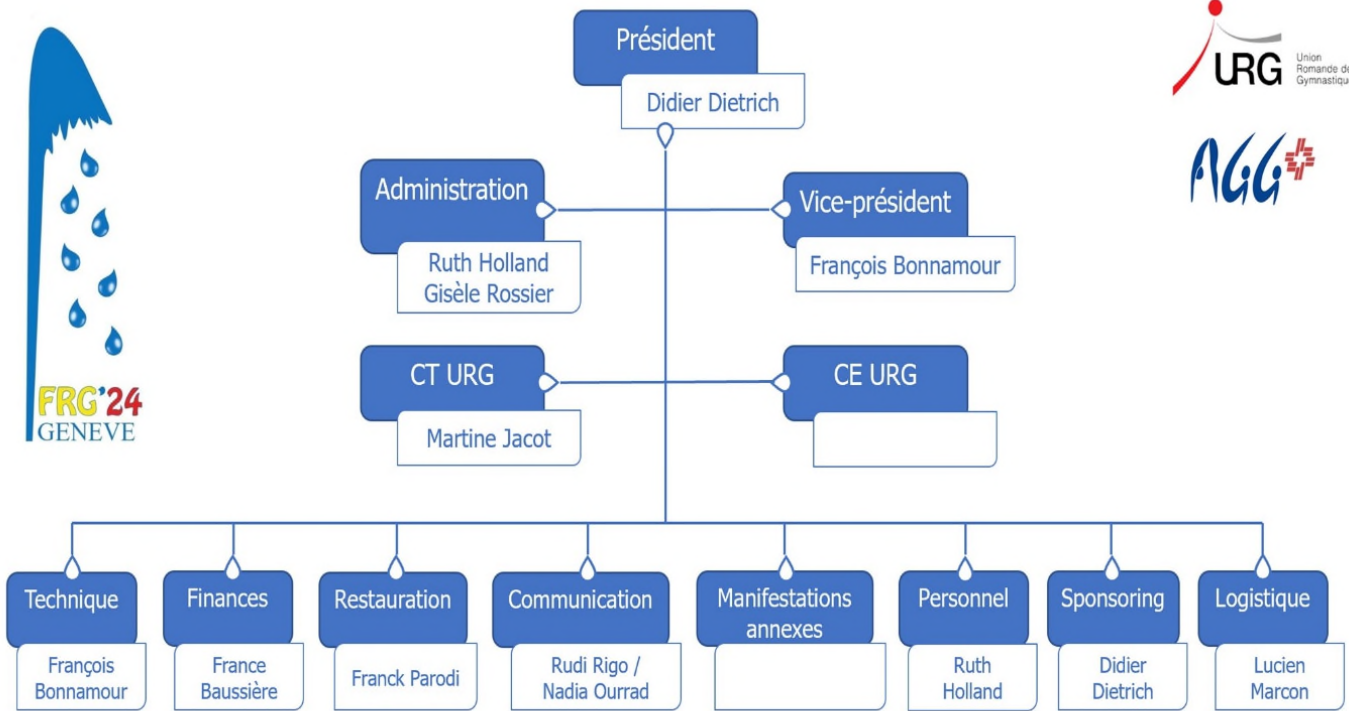 Président
Didier Dietrich
URG
Union
Romande de
Gymnastique
AGG
Administration
Ruth Holland
Gisèle Rossier
Vice-président
François Bonnamour
CT URG
Martine Jacot
CE URG
FRG'24
GENEVE
Technique
François
Bonnamour
Finances
France
Baussière
Restauration
Franck Parodi
Communication
Rudi Rigo /
Nadia Ourrad
Manifestations
annexes
Personnel
Ruth
Holland
Sponsoring
Didier
Dietrich
Logistique
Lucien
Marcon